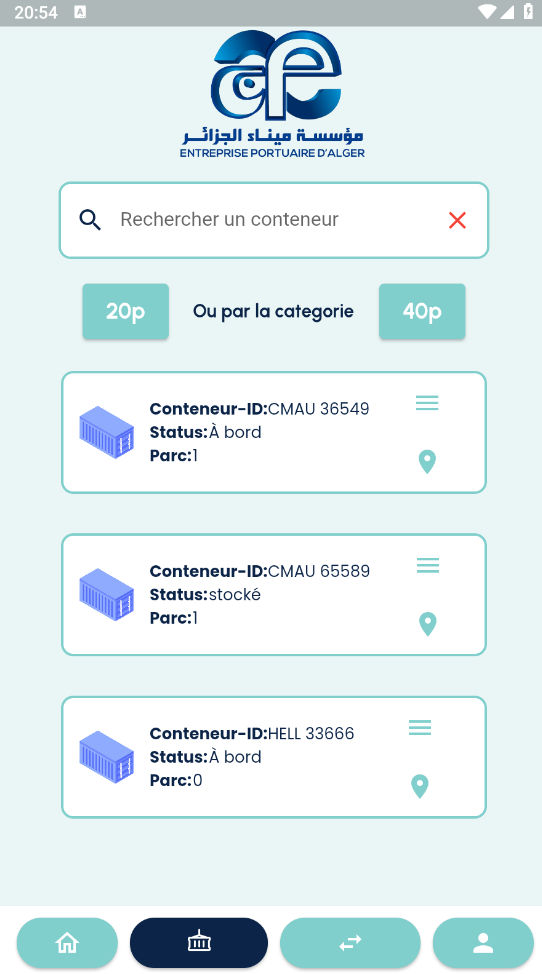 20:54
A
مؤسسة ميناء الجزائر
ENTREPRISE PORTUAIRE D'ALGER
Rechercher un conteneur
20p Ou par la categorie 40p
Conteneur-ID:CMAU 36549
Status:À bord
Parc:1
Conteneur-ID:CMAU 65589
Status:stocké
Parc:1
Conteneur-ID:HELL 33666
Status:À bord
Parc:0